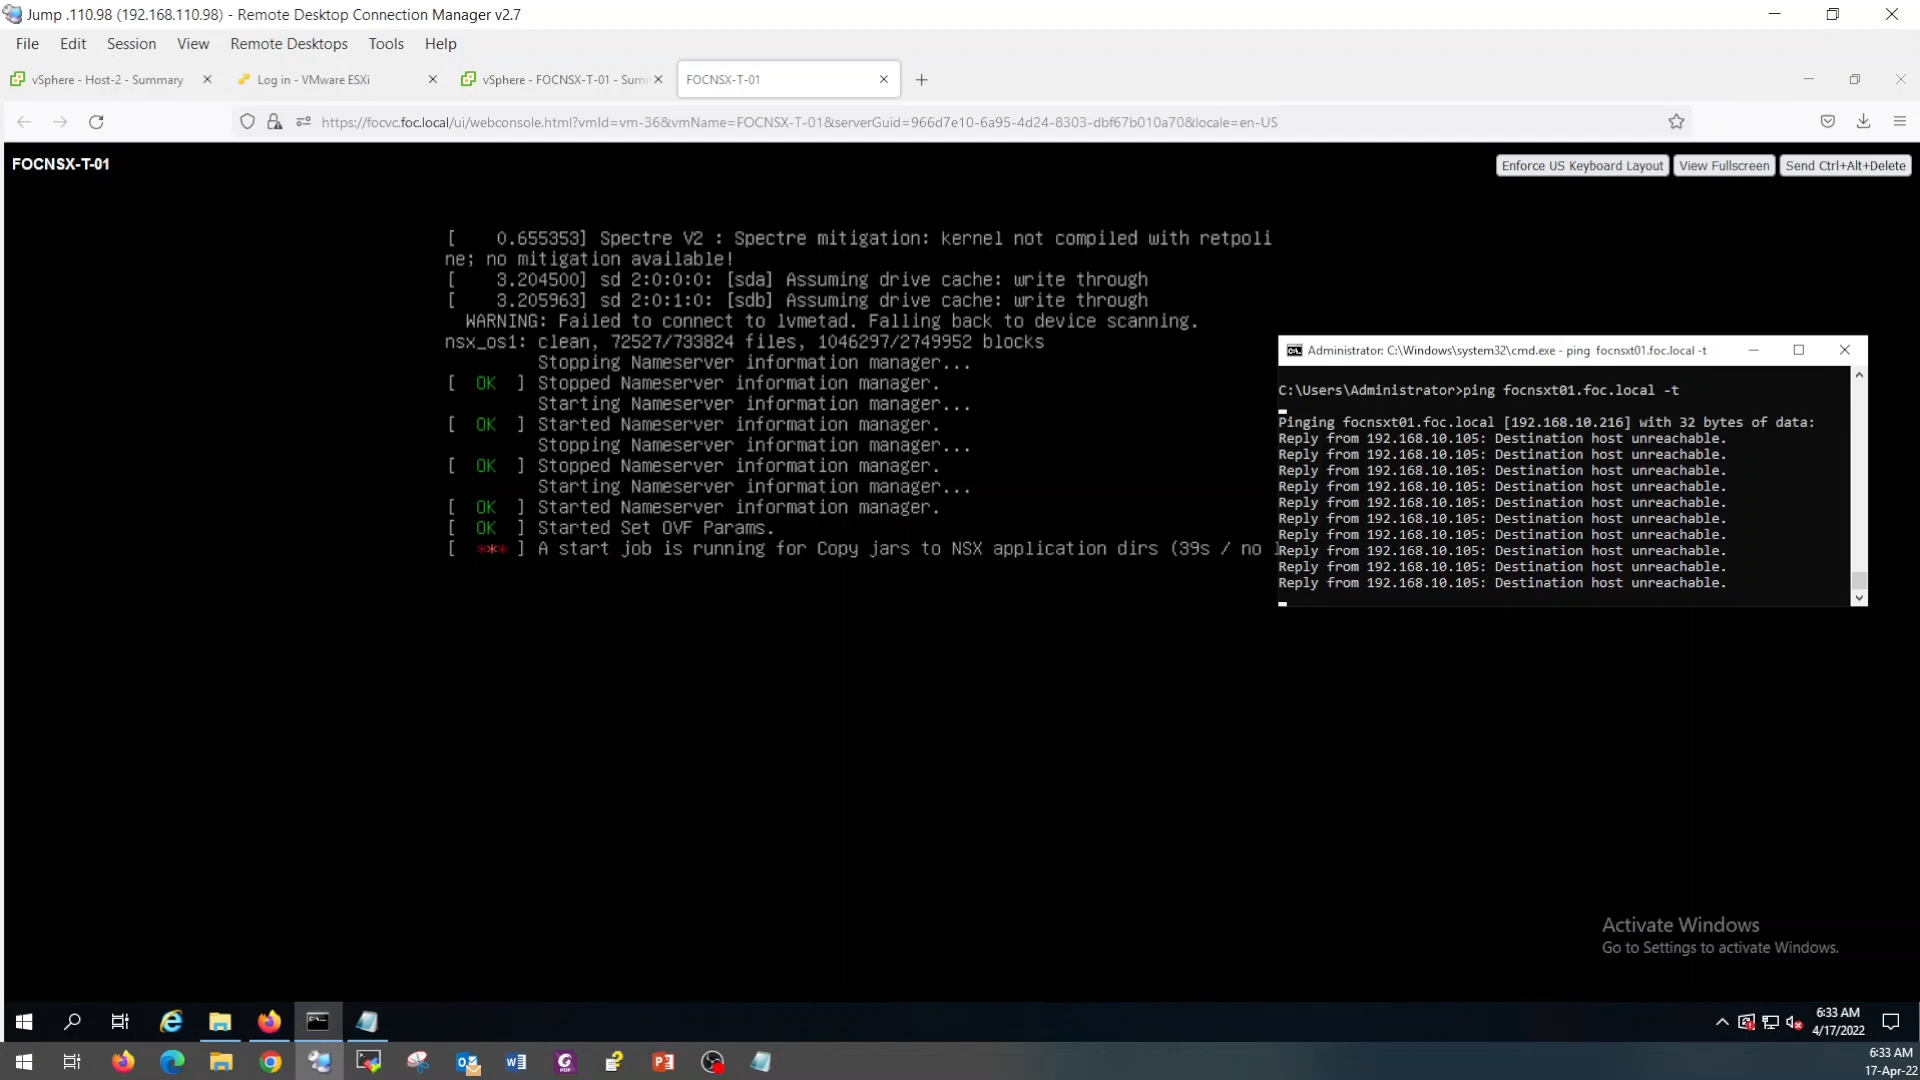 Jump .110.98 (192.168.110.98) - Remote Desktop Connection Manager v2.7
File Edit Session View Remote Desktops Tools Help
vSphere - Host-2 - Summary
Log in - VMware ESXi
vSphere - FOCNSX-T-01 - Sum
FOCNSX-T-01
https://focvc.foc.local/ui/webconsole.html?vmId=vm-36&vmName=FOCNSX-T-01&serverGuid=966d7e10-6a95-4d24-8303-dbf67b010a70&locale=en-US
FOCNSX-T-01
Enforce US Keyboard Layout
View Fullscreen
Send Ctrl+Alt+Delete
[    0.655353] Spectre V2 : Spectre mitigation: kernel not compiled with retpoli
ne; no mitigation available!
[    3.204500] sd 2:0:0:0: [sda] Assuming drive cache: write through
[    3.205963] sd 2:0:1:0: [sdb] Assuming drive cache: write through
WARNING: Failed to connect to lvmetad. Falling back to device scanning.
nsx_os1: clean, 72527/733824 files, 1046297/2749952 blocks
Stopping Nameserver information manager...
[  OK  ] Stopped Nameserver information manager.
Starting Nameserver information manager...
[  OK  ] Started Nameserver information manager.
Stopping Nameserver information manager...
[  OK  ] Stopped Nameserver information manager.
Starting Nameserver information manager...
[  OK  ] Started Nameserver information manager.
[  OK  ] Started Set OVF Params.
[  ***  ] A start job is running for Copy jars to NSX application dirs (39s / no
Administrator: C:\Windows\system32\cmd.exe - ping  focnsxt01.foc.local -t
C:\Users\Administrator>ping focnsxt01.foc.local -t
Pinging focnsxt01.foc.local [192.168.10.216] with 32 bytes of data:
Reply from 192.168.10.105: Destination host unreachable.
Reply from 192.168.10.105: Destination host unreachable.
Reply from 192.168.10.105: Destination host unreachable.
Reply from 192.168.10.105: Destination host unreachable.
Reply from 192.168.10.105: Destination host unreachable.
Reply from 192.168.10.105: Destination host unreachable.
Reply from 192.168.10.105: Destination host unreachable.
Reply from 192.168.10.105: Destination host unreachable.
Reply from 192.168.10.105: Destination host unreachable.
Reply from 192.168.10.105: Destination host unreachable.
Activate Windows
Go to Settings to activate Windows.
6:33 AM
4/17/2022
6:33 AM
17-Apr-22